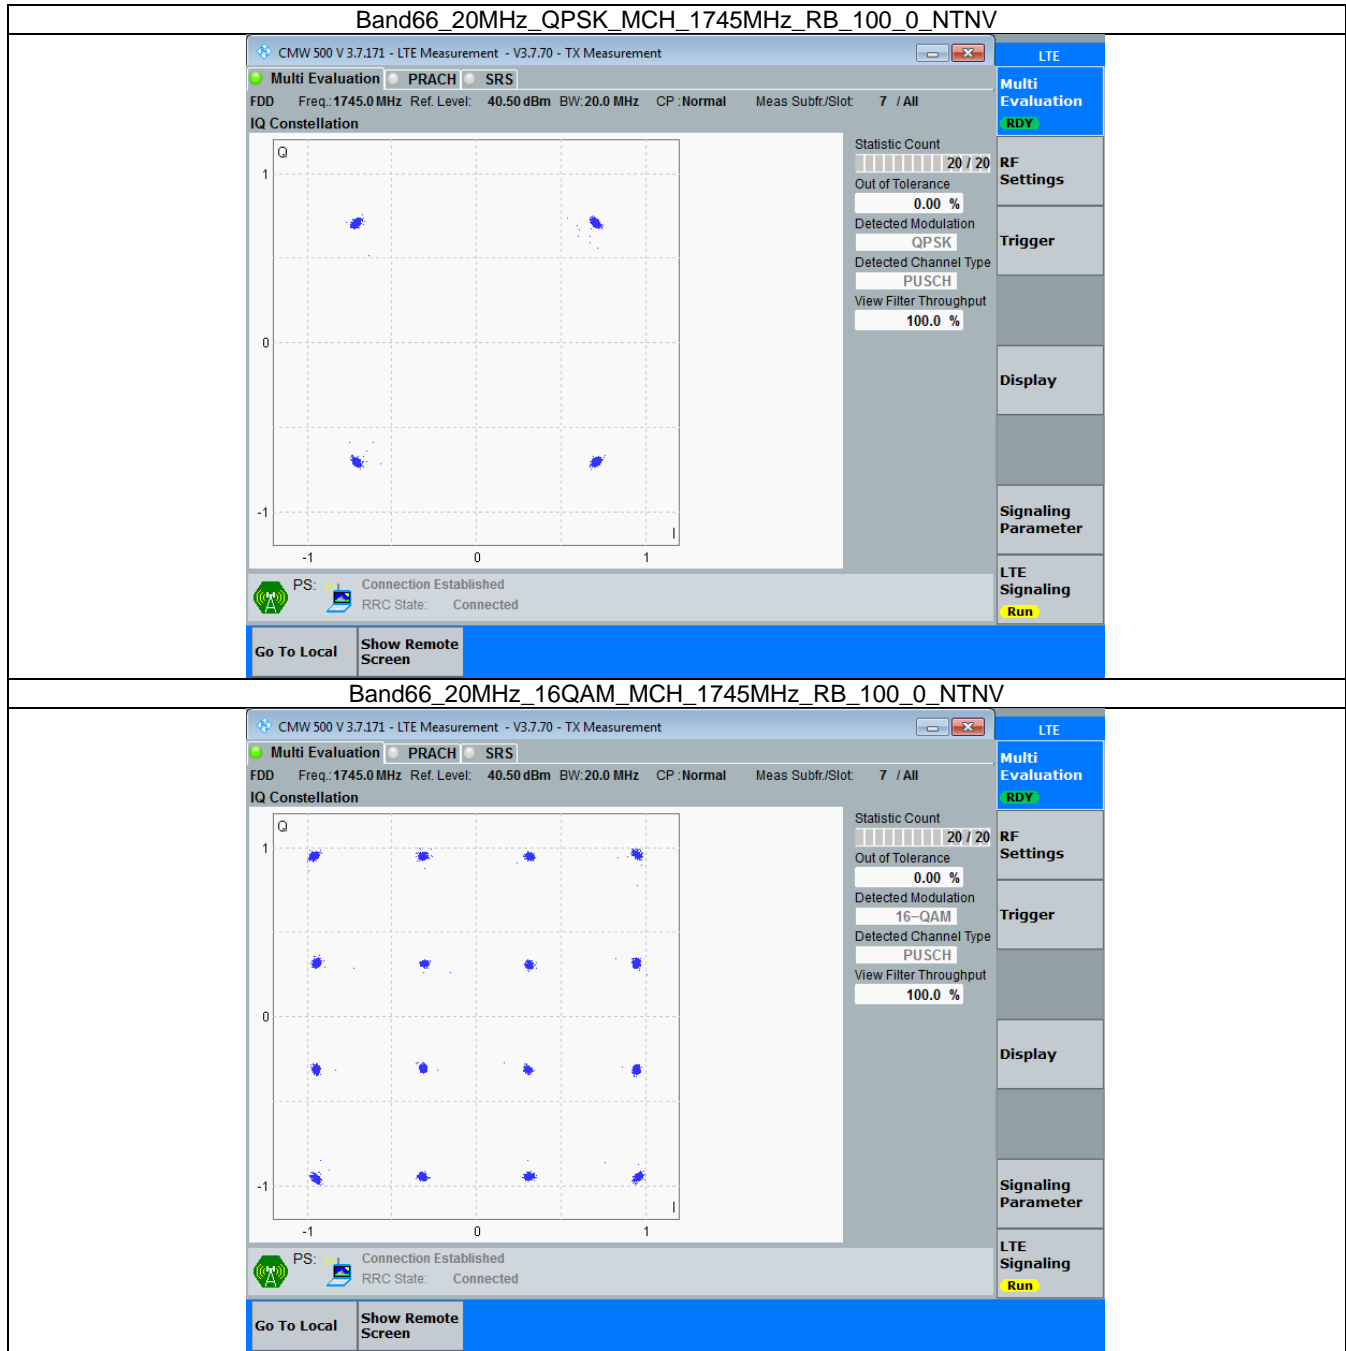 Band66_20MHz_QPSK_MCH_1745MHz_RB_100_0_NTNV
CMW 500 V 3.7.171 - LTE Measurement - V3.7.70 - TX Measurement
LTE
Multi Evaluation PRACH SRS
Multi Evaluation
RDY
FDD Freq.:1745.0 MHz Ref. Level: 40.50 dBm BW:20.0 MHz CP :Normal Meas Subfr./Slot: 7 / All
IQ Constellation
Q
1
0
-1
-1 0 1
I
Statistic Count
20 / 20
Out of Tolerance
0.00 %
Detected Modulation
QPSK
Detected Channel Type
PUSCH
View Filter Throughput
100.0 %
RF
Settings
Trigger
Display
Signaling
Parameter
LTE
Signaling
Run
PS: Connection Established
RRC State: Connected
Go To Local
Show Remote
Screen
Band66_20MHz_16QAM_MCH_1745MHz_RB_100_0_NTNV
CMW 500 V 3.7.171 - LTE Measurement - V3.7.70 - TX Measurement
LTE
Multi Evaluation PRACH SRS
Multi
Evaluation
RDY
FDD Freq.:1745.0 MHz Ref. Level: 40.50 dBm BW:20.0 MHz CP :Normal Meas Subfr./Slot: 7 / All
IQ Constellation
Q
1
0
-1
-1 0 1
I
Statistic Count
20 / 20
Out of Tolerance
0.00 %
Detected Modulation
16-QAM
Detected Channel Type
PUSCH
View Filter Throughput
100.0 %
RF
Settings
Trigger
Display
Signaling
Parameter
LTE
Signaling
Run
PS: Connection Established
RRC State: Connected
Go To Local
Show Remote
Screen